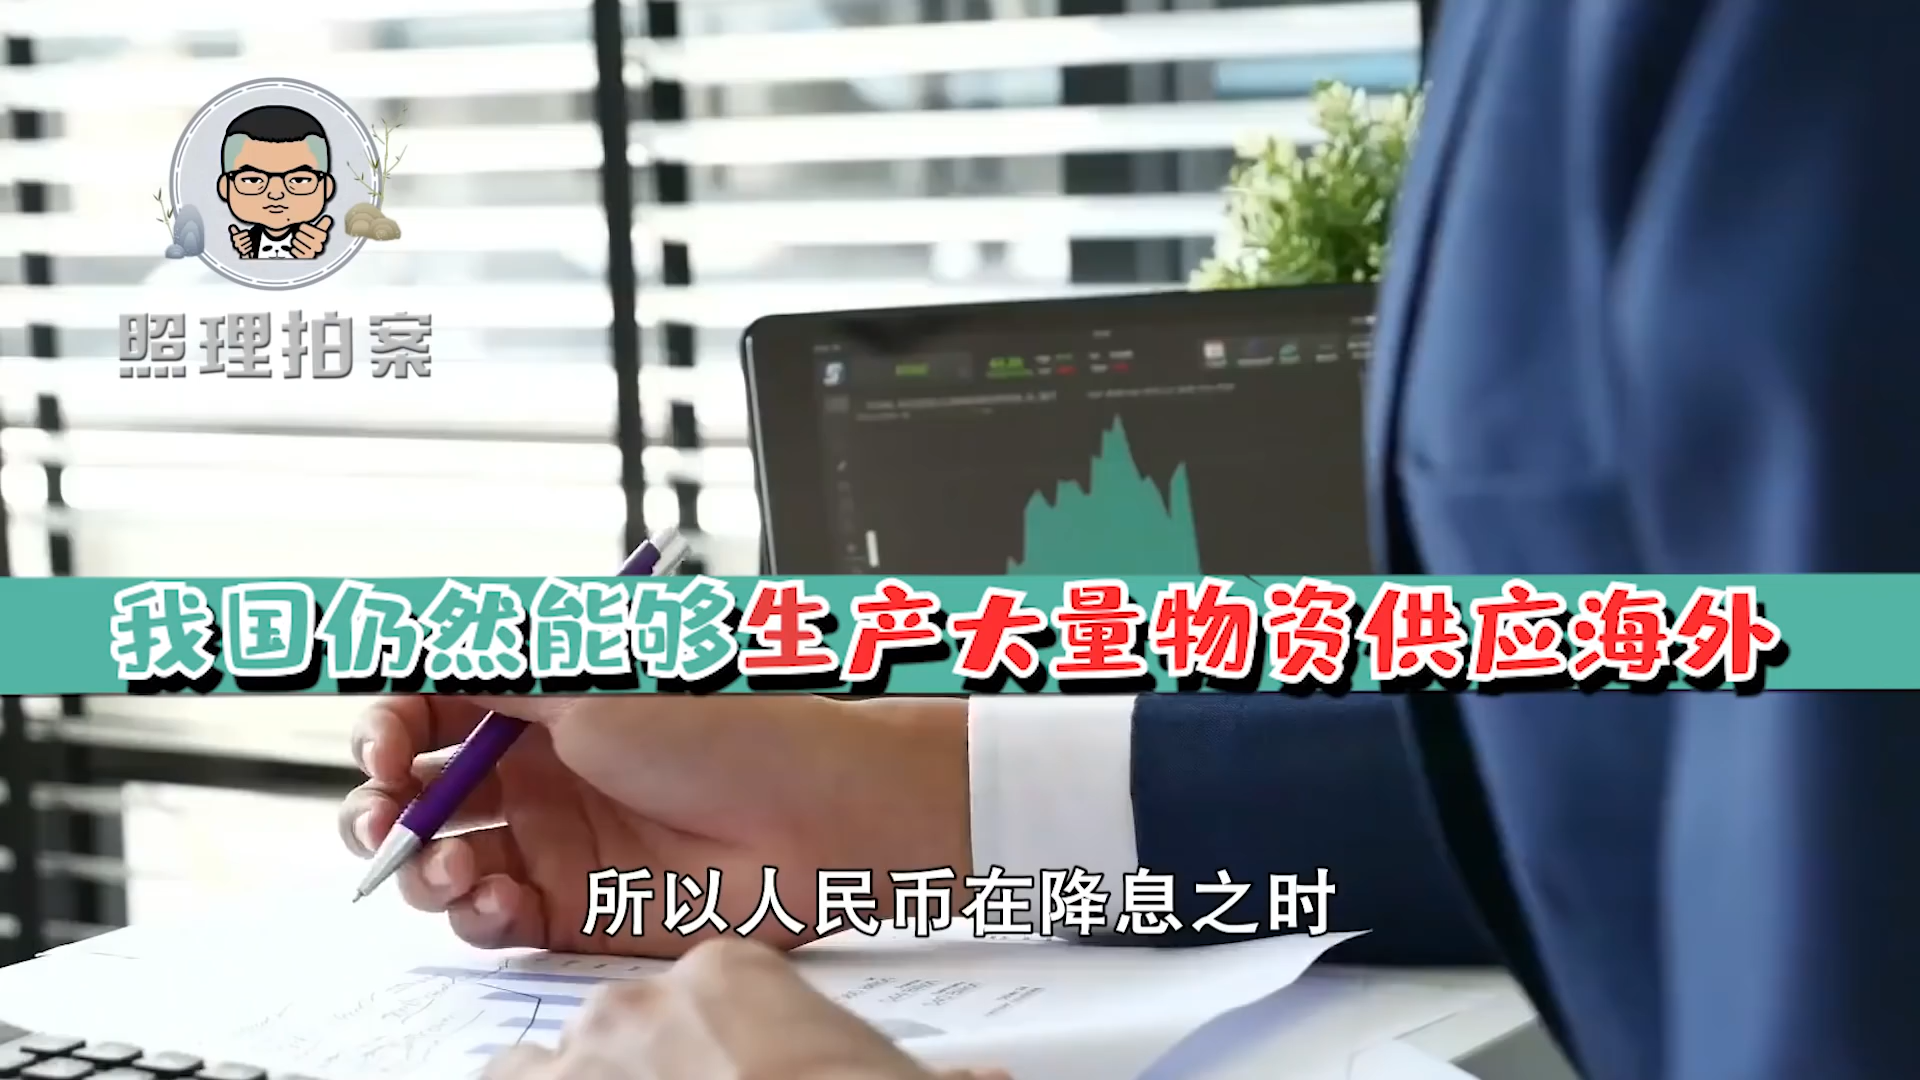 照理拍案
我国仍然能够生产大量物资供应海外
所以人民币在降息之时